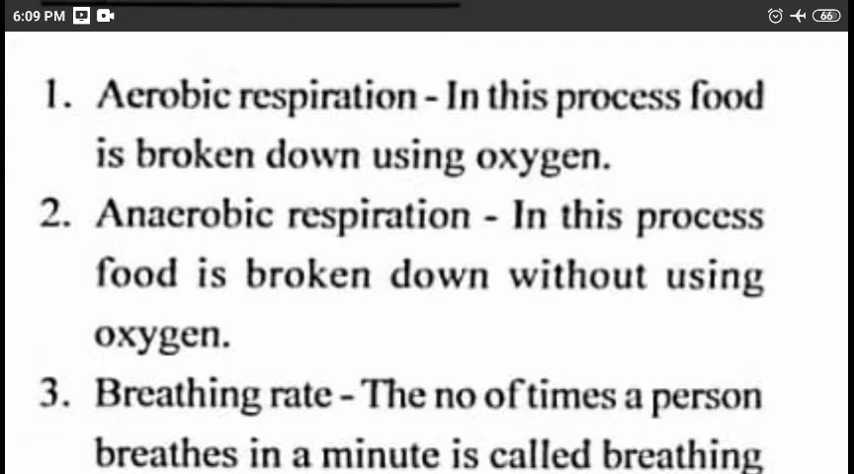 6:09 PM 66
1. Aerobic respiration - In this process food
is broken down using oxygen.
2. Anaerobic respiration - In this process
food is broken down without using
oxygen.
3. Breathing rate - The no of times a person
breathes in a minute is called breathing